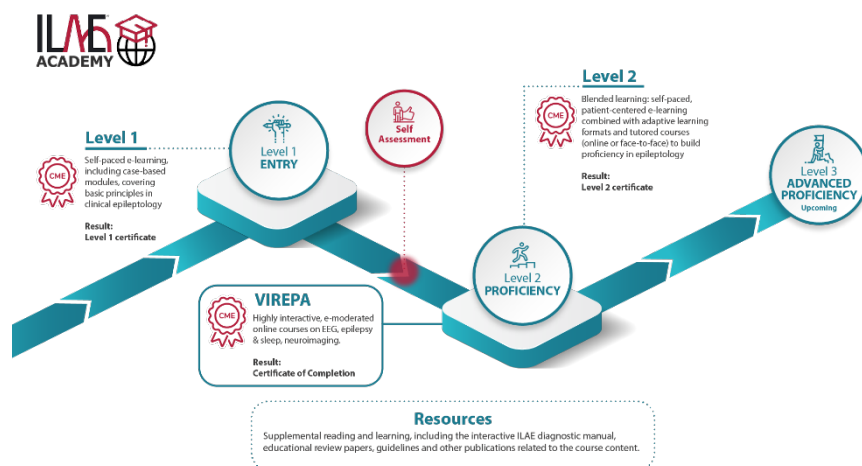 ILAE
ACADEMY
Level 1
CME
Self-paced e-learning,
including case-based
modules, covering
basic principles in
clinical epileptology
Result:
Level 1 certificate
Level 1
ENTRY
Self
Assessment
Level 2
CME
Blended learning: self-paced,
patient-centered e-learning
combined with adaptive learning
formats and tutored courses
(online or face-to-face) to build
proficiency in epileptology
Result:
Level 2 certificate
Level 3
ADVANCED
PROFICIENCY
Upcoming
Level 2
PROFICIENCY
VIREPA
CME
Highly interactive, e-moderated
online courses on EEG, epilepsy
& sleep, neuroimaging.
Result:
Certificate of Completion
Resources
Supplemental reading and learning, including the interactive ILAE diagnostic manual,
educational review papers, guidelines and other publications related to the course content.